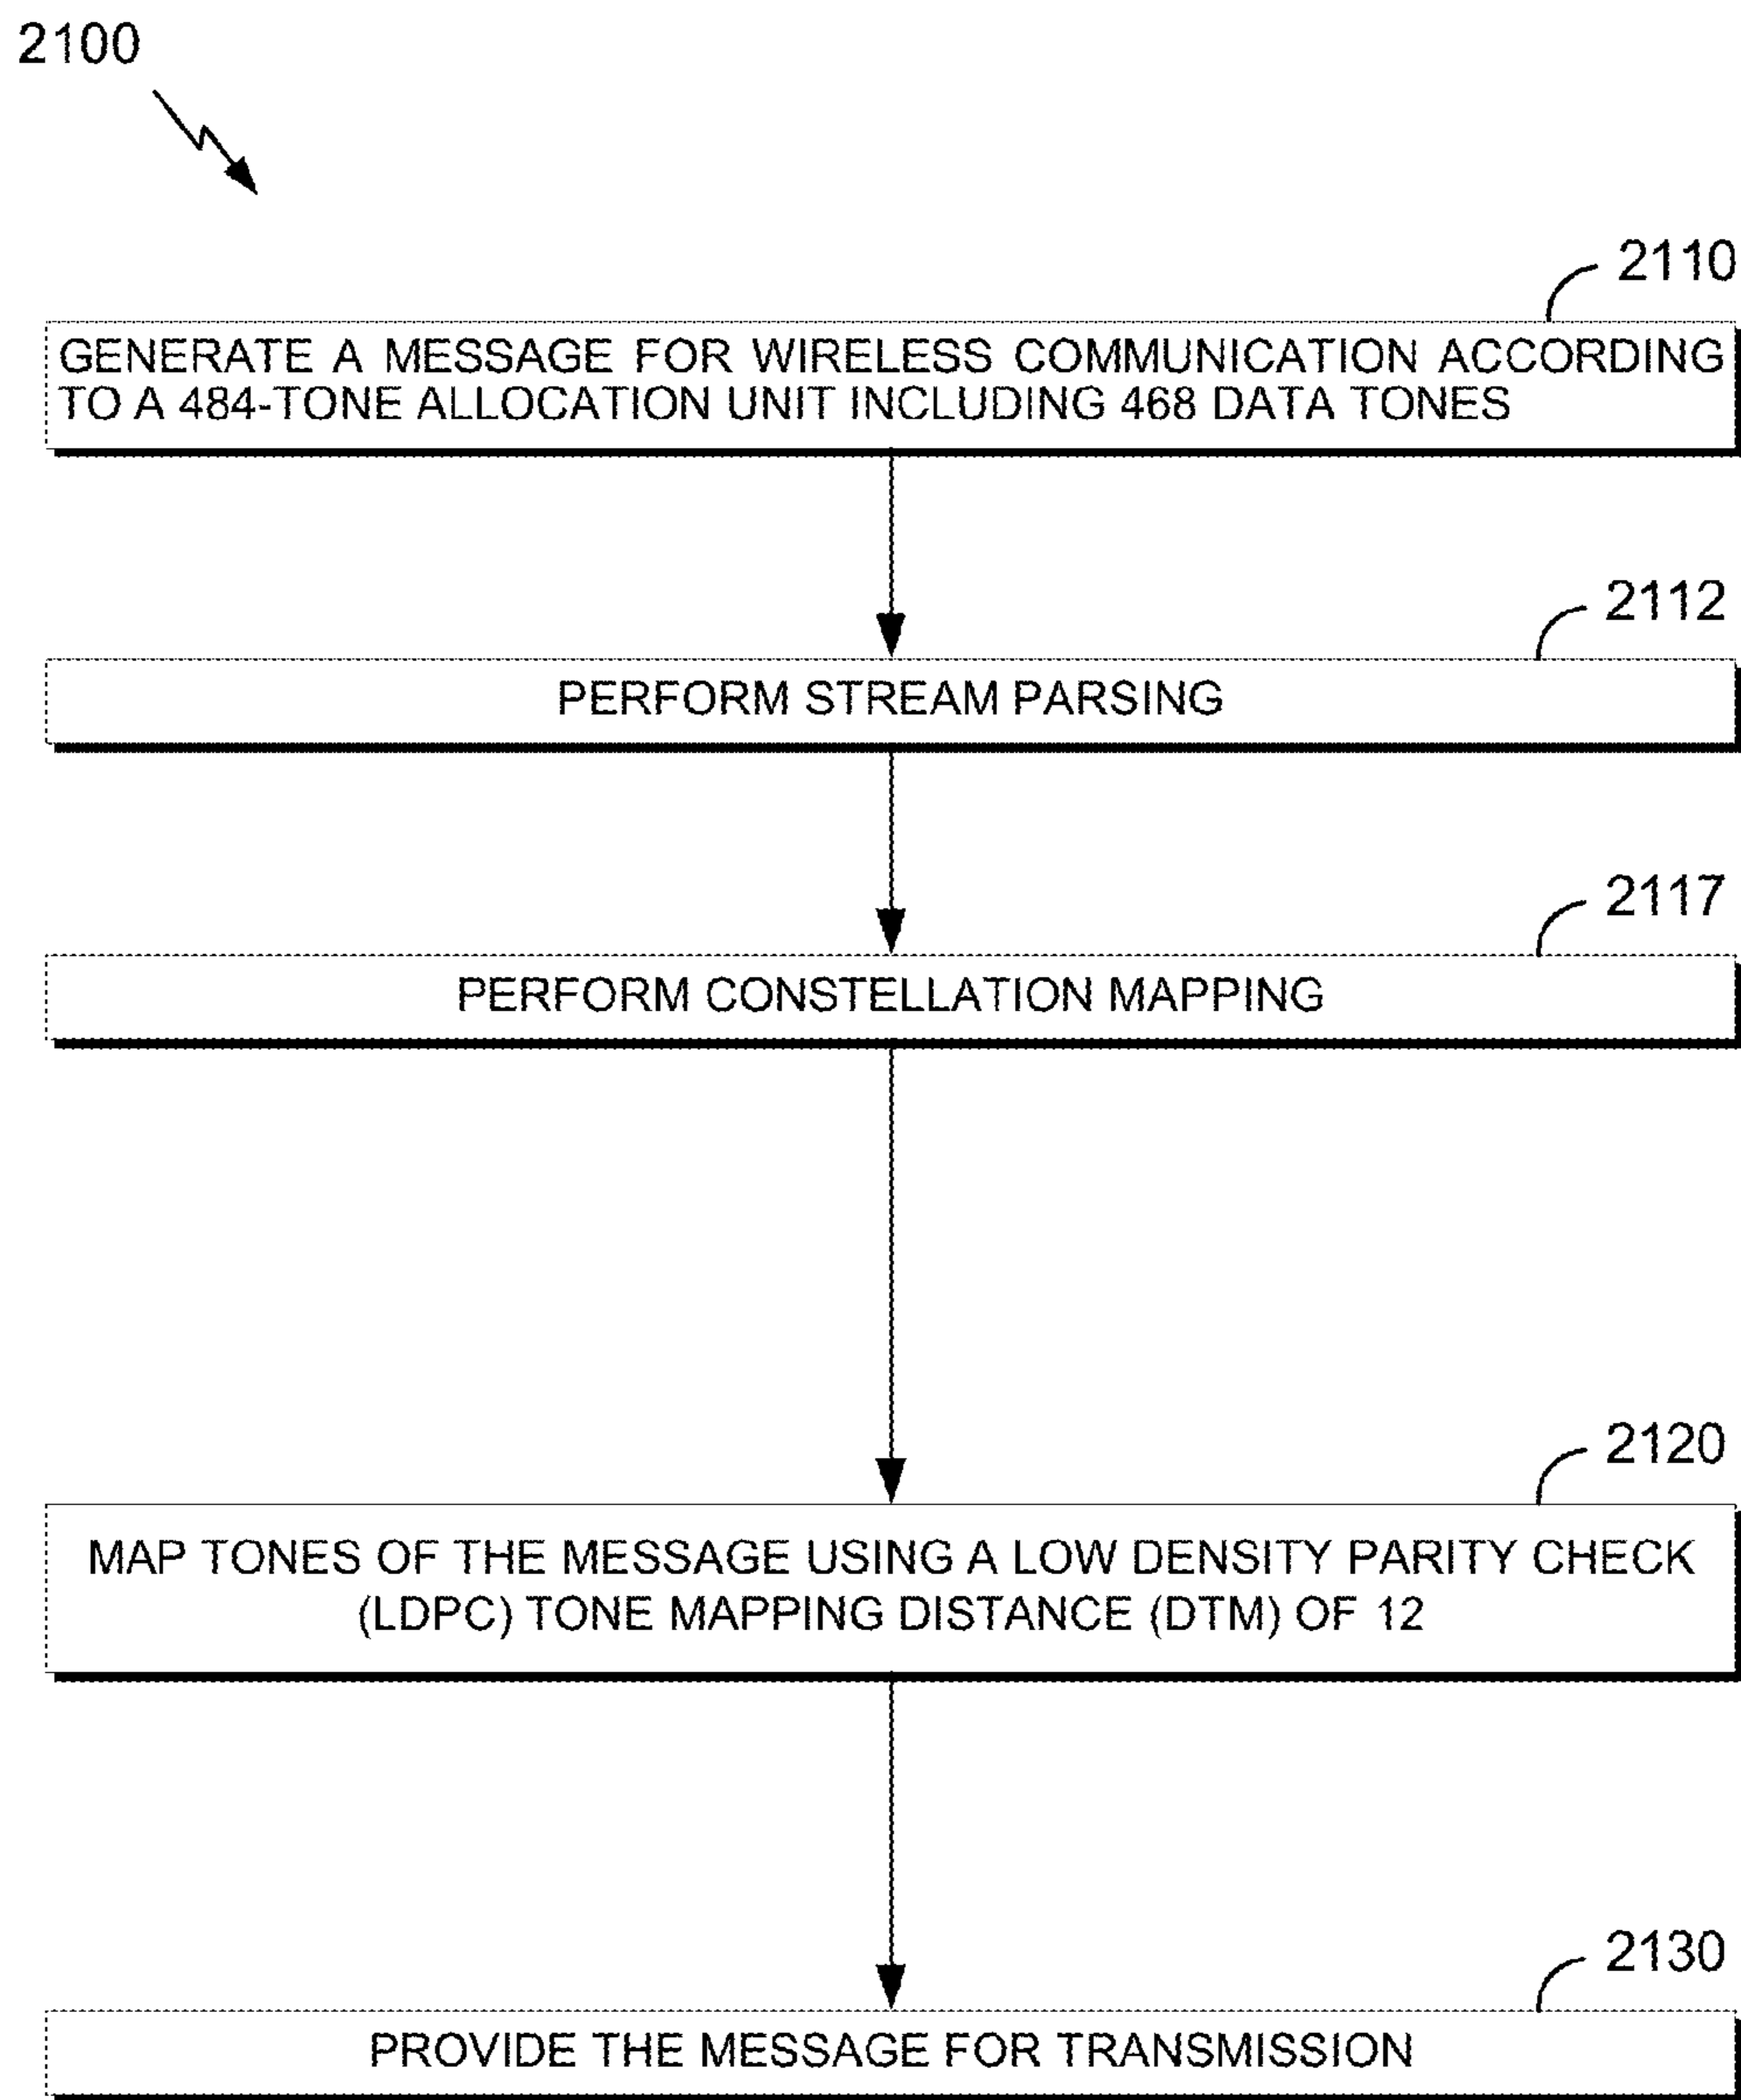 2100
2110
GENERATE A MESSAGE FOR WIRELESS COMMUNICATION ACCORDING
TO A 484-TONE ALLOCATION UNIT INCLUDING 468 DATA TONES
2112
PERFORM STREAM PARSING
2117
PERFORM CONSTELLATION MAPPING
2120
MAP TONES OF THE MESSAGE USING A LOW DENSITY PARITY CHECK
(LDPC) TONE MAPPING DISTANCE (DTM) OF 12
2130
PROVIDE THE MESSAGE FOR TRANSMISSION